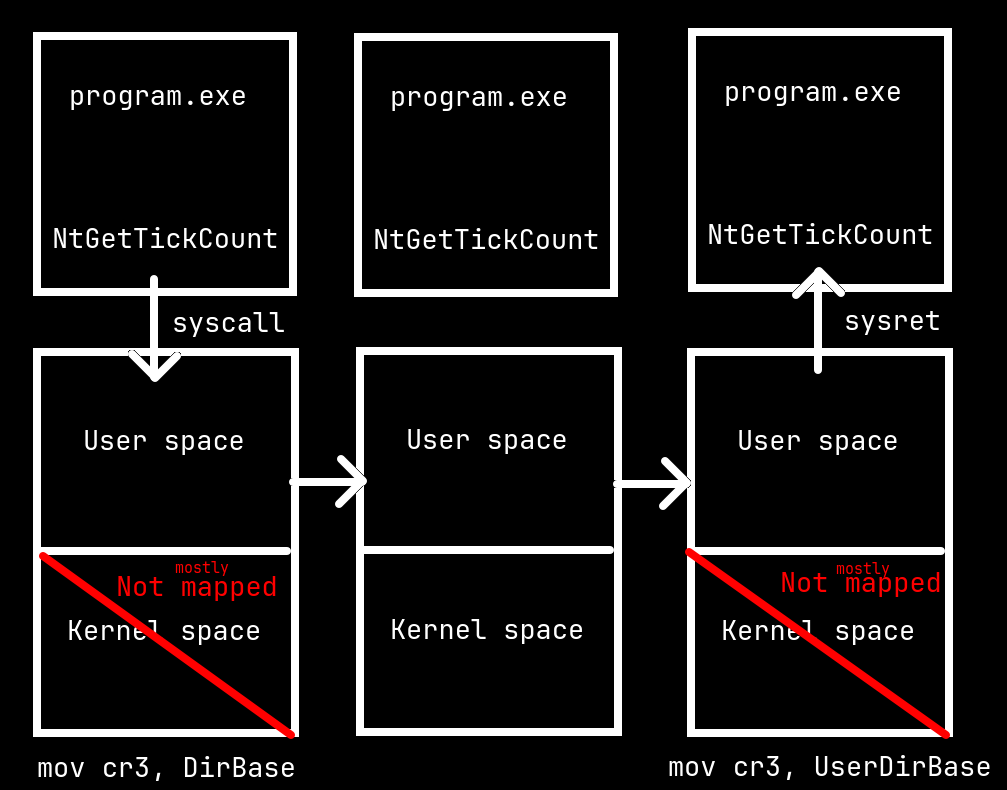 program.exe
NtGetTickCount
syscall
User space
mostly
Not mapped
Kernel space
mov cr3, DirBase
program.exe
NtGetTickCount
User space
Kernel space
program.exe
NtGetTickCount
sysret
User space
mostly
Not mapped
Kernel space
mov cr3, UserDirBase